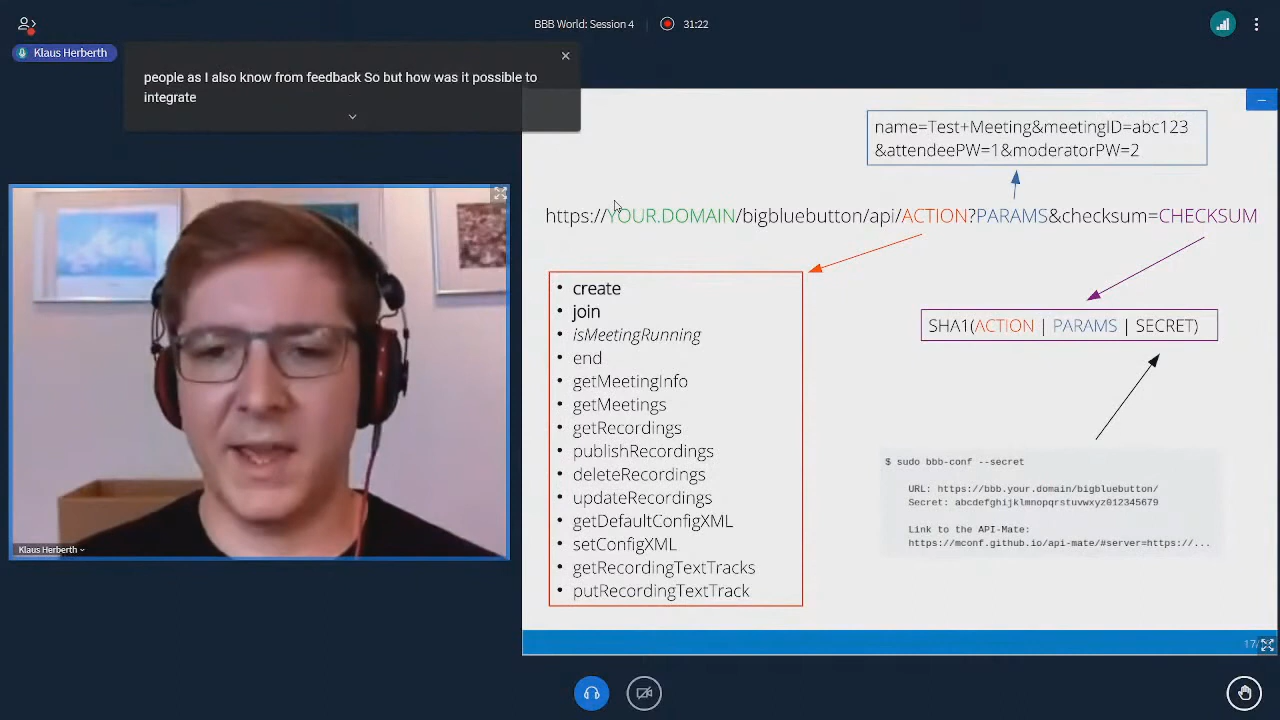 BBB World: Session 4
31:22
Klaus Herberth
people as I also know from feedback So but how was it possible to
integrate
name=Test+Meeting&meetingID=abc123
&attendeePW=1&moderatorPW=2
https://YOUR.DOMAIN/bigbluebutton/api/ACTION?PARAMS&checksum=CHECKSUM
• create
• join
• isMeetingRunning
• end
• getMeetingInfo
• getMeetings
• getRecordings
• publishRecordings
• deleteRecordings
• updateRecordings
• getDefaultConfigXML
• setConfigXML
• getRecordingTextTracks
• putRecordingTextTrack
SHA1(ACTION | PARAMS | SECRET)
$ sudo bbb-conf --secret
URL: https://bbb.your.domain/bigbluebutton/
Secret: abcdefghijklmnopqrstuvwxyz012345679
Link to the API-Mate:
https://mconf.github.io/api-mate/#server=https://...
Klaus Herberth
17/